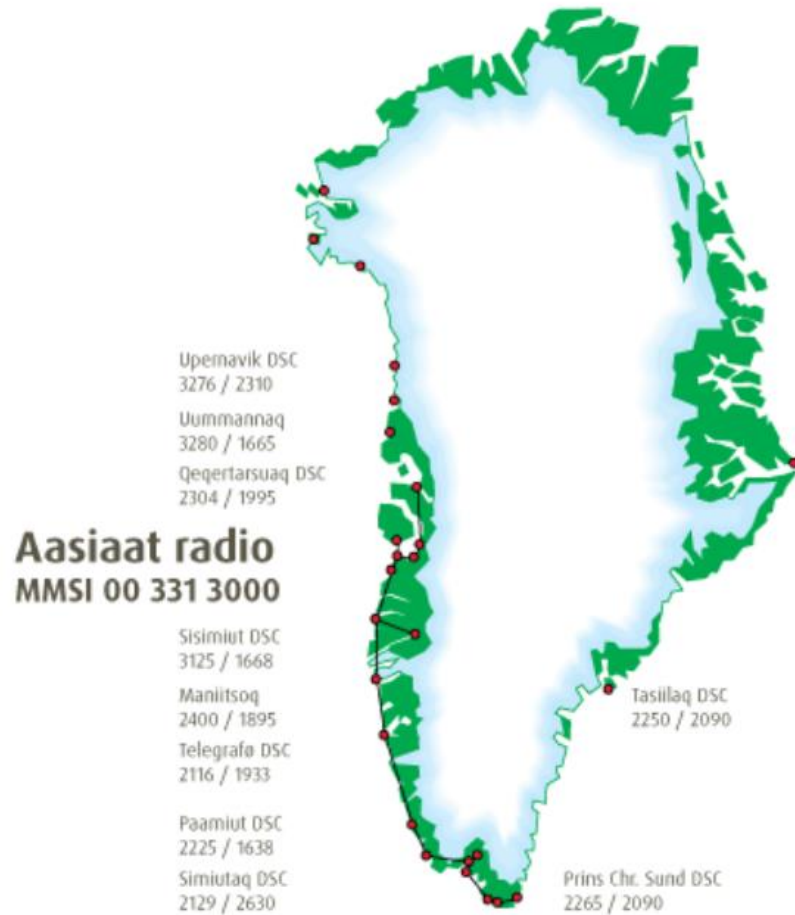 Upernavik DSC
3276 / 2310
Uummannaq
3280 / 1665
Qeqertarsuaq DSC
2304 / 1995
Aasiaat radio
MMSI 00 331 3000
Sisimiut DSC
3125 / 1668
Maniitsoq
2400 / 1895
Telegrafø DSC
2116 / 1933
Paamiut DSC
2225 / 1638
Simiutaq DSC
2129 / 2630
Tasiilaq DSC
2250 / 2090
Prins Chr. Sund DSC
2265 / 2090